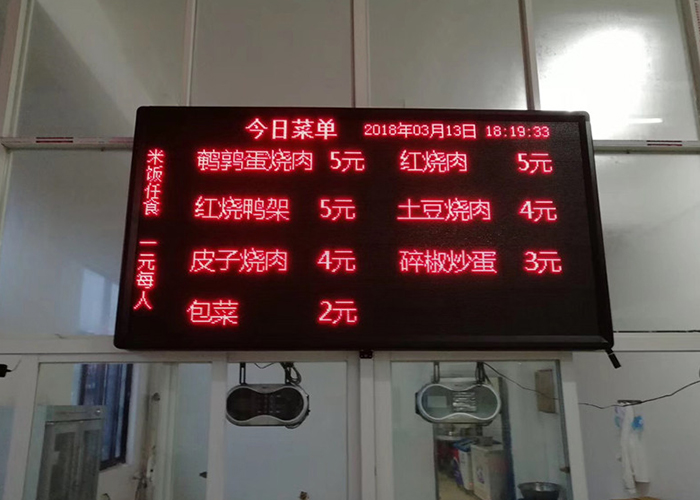 今日菜单 2018年03月13日 18:19:33
米饭任食 一元每人
鹌鹑蛋烧肉 5元 红烧肉 5元
红烧鸭架 5元 土豆烧肉 4元
皮子烧肉 4元 碎椒炒蛋 3元
包菜 2元